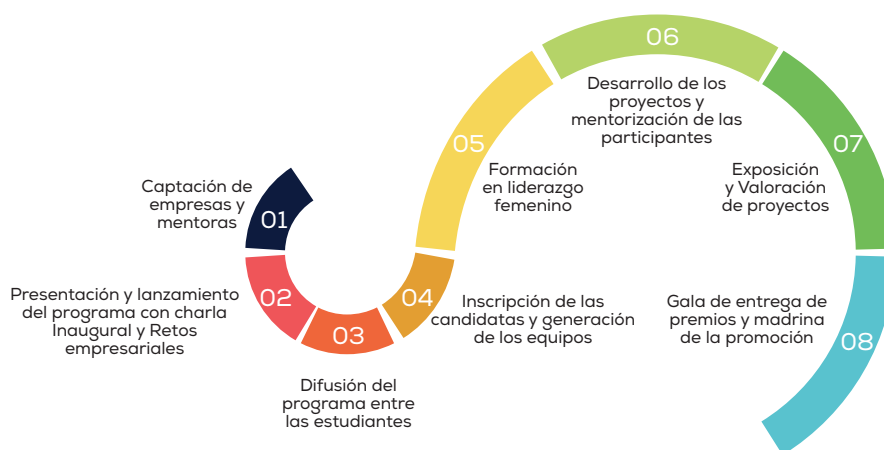 01
Captación de
empresas y
mentoras
02
Presentación y lanzamiento
del programa con charla
Inaugural y Retos
empresariales
03
Difusión del
programa entre
las estudiantes
04
Inscripción de las
candidatas y generación
de los equipos
05
Formación
en liderazgo
femenino
06
Desarrollo de los
proyectos y
mentorización de las
participantes
07
Exposición
y Valoración
de proyectos
08
Gala de entrega de
premios y madrina
de la promoción